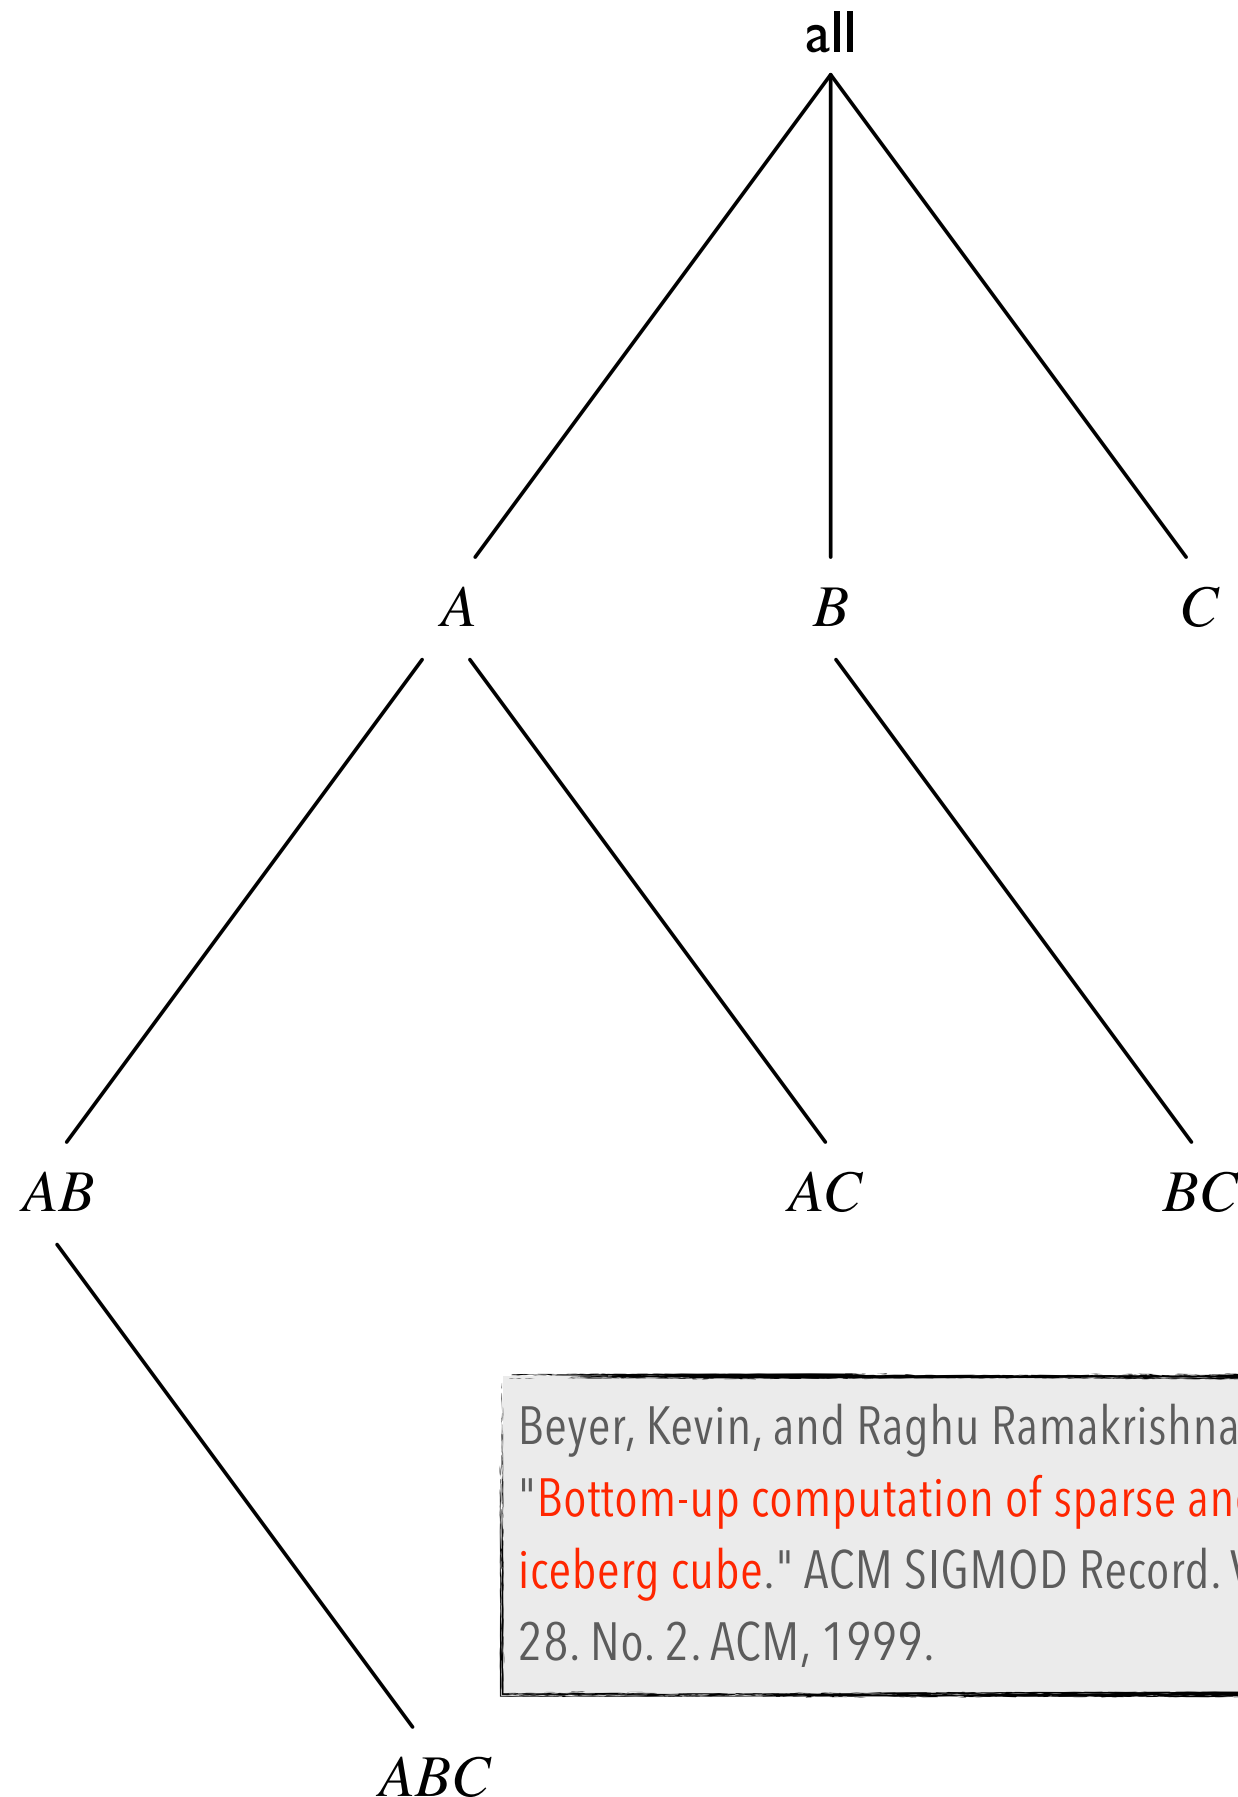 all
A B C
AB AC BC
Beyer, Kevin, and Raghu Ramakrishna
"Bottom-up computation of sparse an
iceberg cube." ACM SIGMOD Record.
28. No. 2. ACM, 1999.
ABC